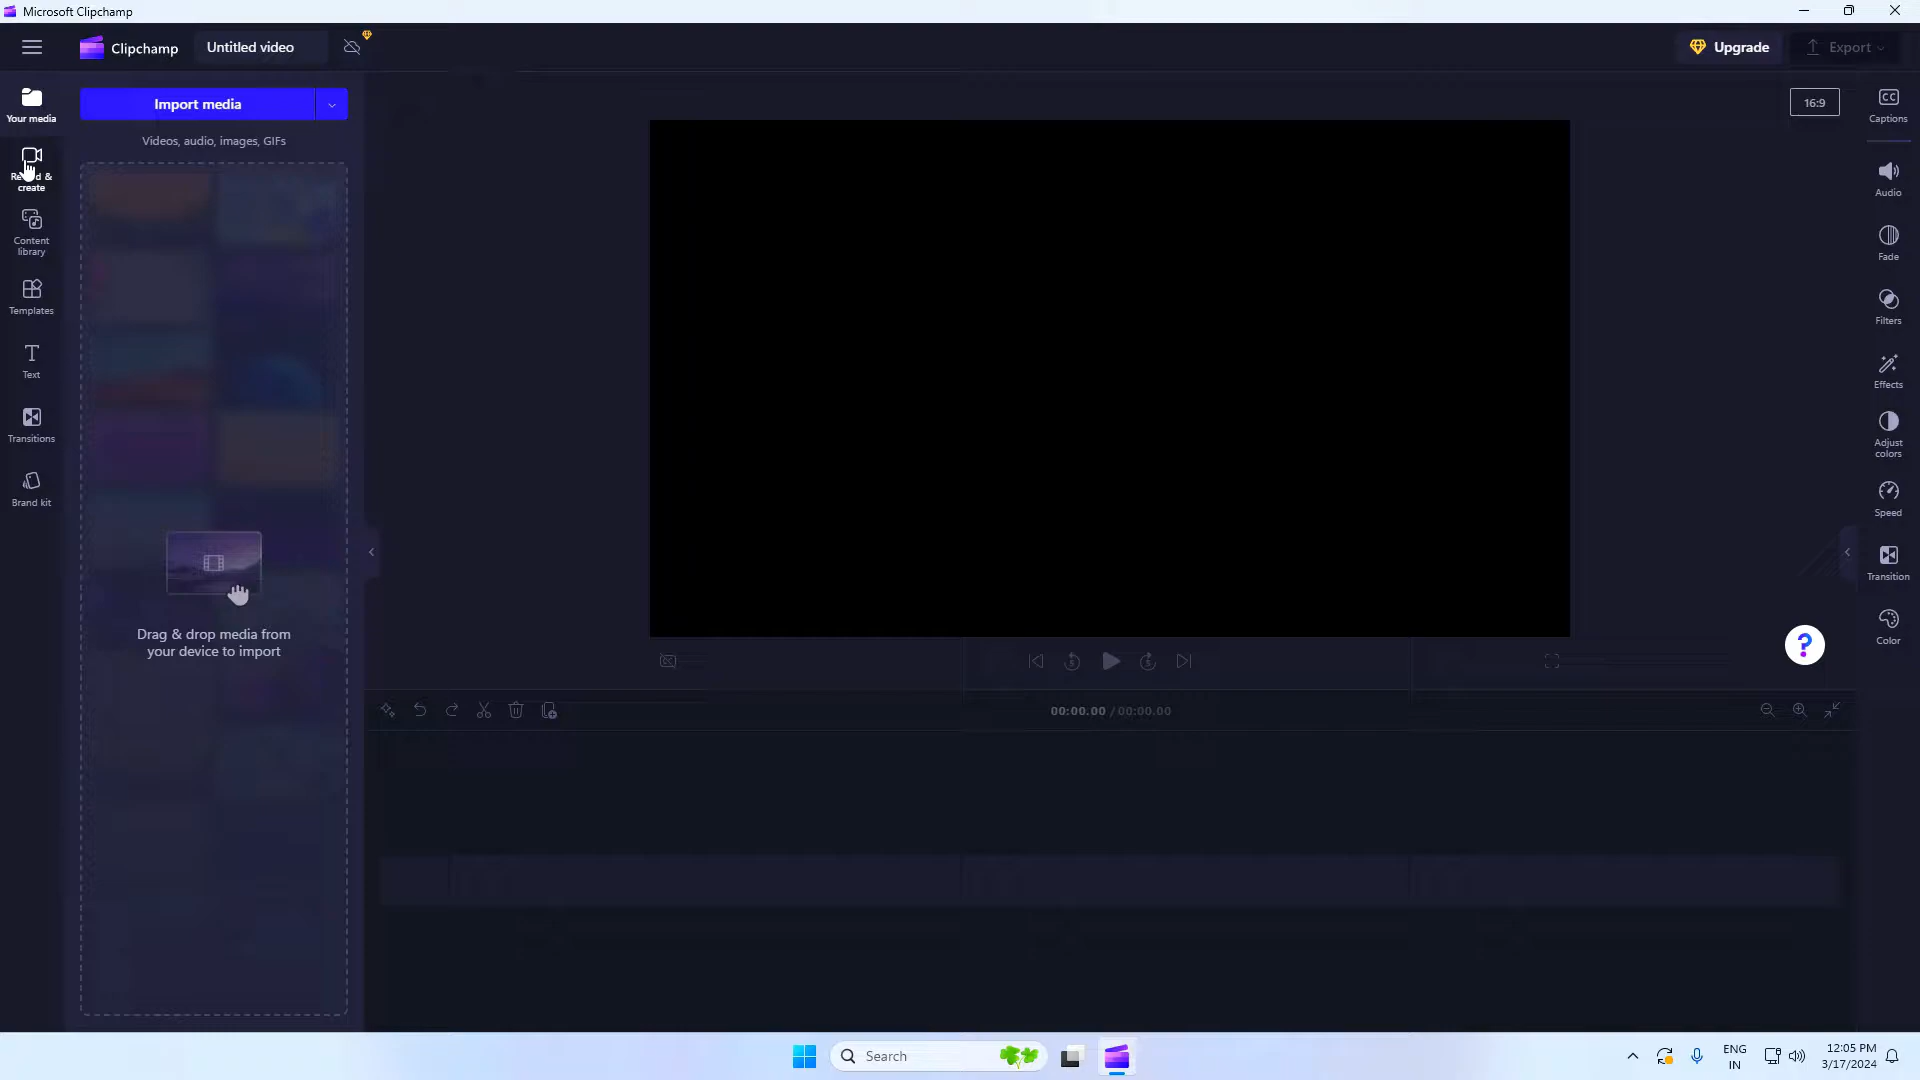 Microsoft Clipchamp
Clipchamp
Untitled video
Upgrade
Export
Your media
Import media
Videos, audio, images, GIFs
create
Content
library
Templates
Text
Transitions
Brand kit
Drag & drop media from
your device to import
16:9
CC
Captions
Audio
Fade
Filters
Effects
Adjust
colors
Speed
Transition
Color
?
5
5
00:00.00 / 00:00.00
Search
ENG
IN
12:05 PM
3/17/2024